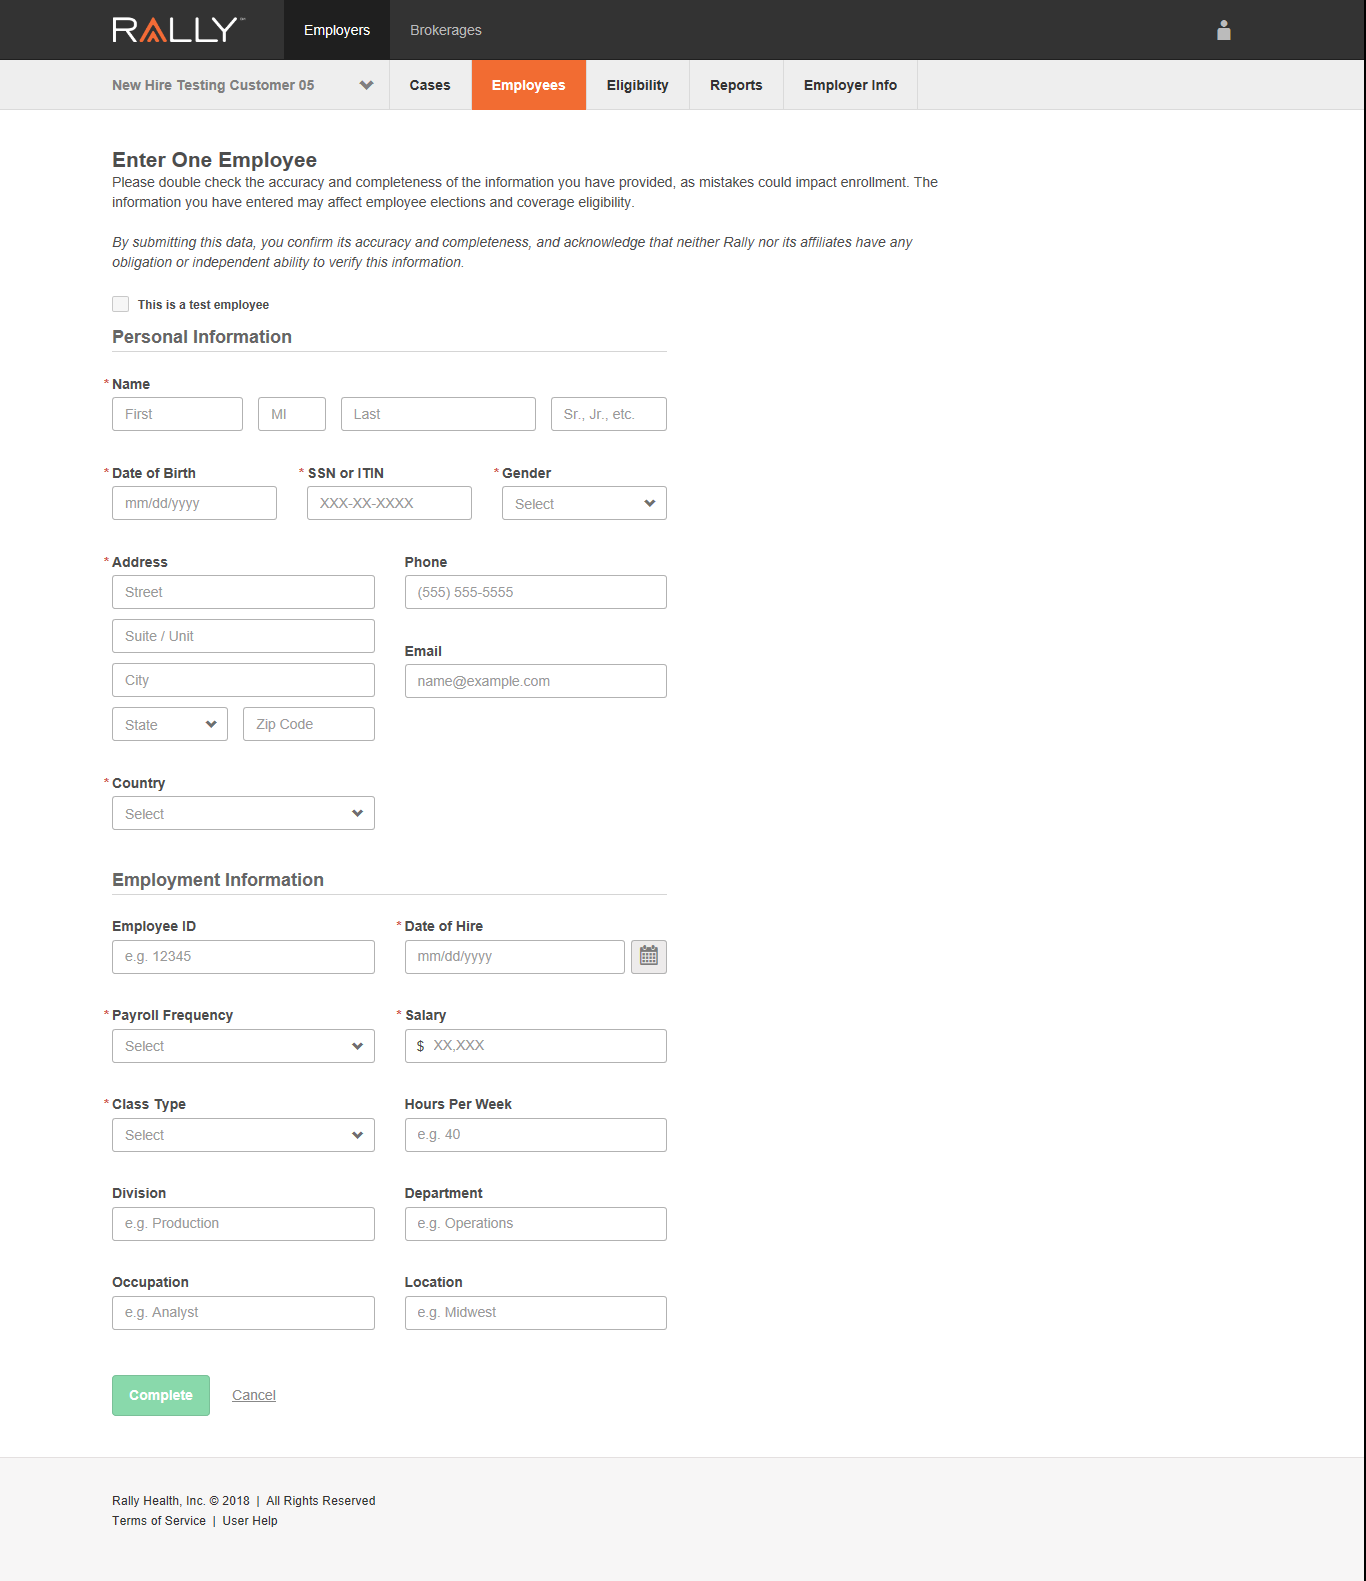 RALLY Employers Brokerages
New Hire Testing Customer 05 Cases Employees Eligibility Reports Employer Info
Enter One Employee
Please double check the accuracy and completeness of the information you have provided, as mistakes could impact enrollment. The
information you have entered may affect employee elections and coverage eligibility.
By submitting this data, you confirm its accuracy and completeness, and acknowledge that neither Rally nor its affiliates have any
obligation or independent ability to verify this information.
This is a test employee
Personal Information
* Name
First MI Last Sr., Jr., etc.
* Date of Birth * SSN or ITIN * Gender
mm/dd/yyyy XXX-XX-XXXX Select
* Address Phone
Street (555) 555-5555
Suite / Unit
Email
City name@example.com
State Zip Code
* Country
Select
Employment Information
Employee ID * Date of Hire
e.g. 12345 mm/dd/yyyy
* Payroll Frequency * Salary
Select $ XX,XXX
* Class Type Hours Per Week
Select e.g. 40
Division Department
e.g. Production e.g. Operations
Occupation Location
e.g. Analyst e.g. Midwest
Complete Cancel
Rally Health, Inc. © 2018 | All Rights Reserved
Terms of Service | User Help